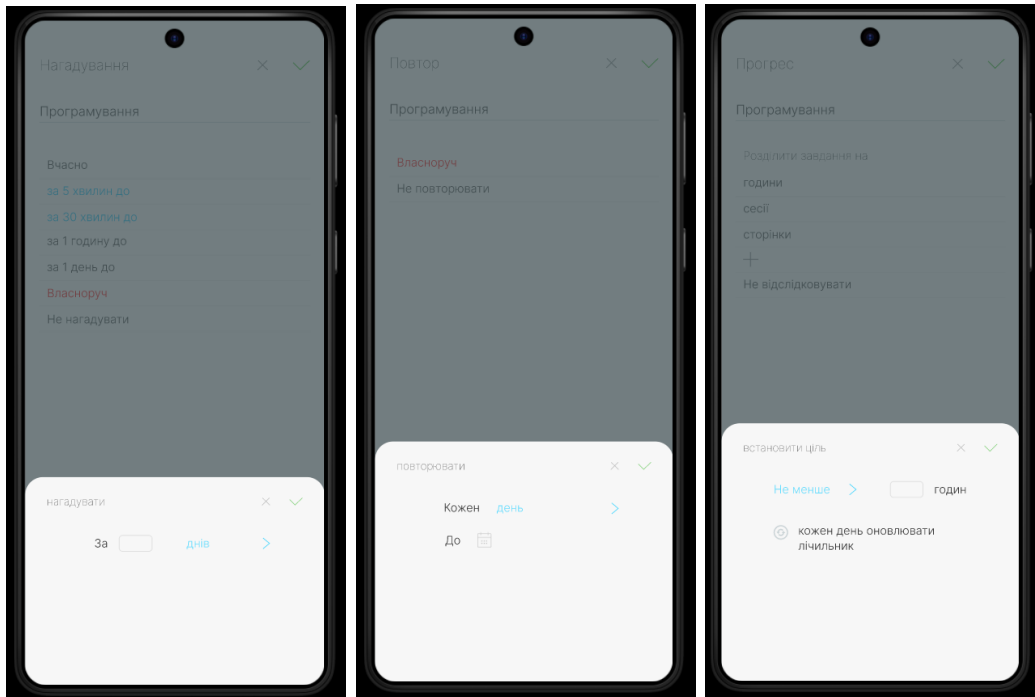 Нагадування
Програмування
Вчасно
за 5 хвилин до
за 30 хвилин до
за 1 годину до
за 1 день до
Власноруч
Не нагадувати
нагадувати
За днів
Повтор
Програмування
Власноруч
Не повторювати
повторювати
Кожен день
До
Прогрес
Програмування
Розділити завдання на
години
сесії
сторінки
Не відслідковувати
встановити ціль
Не менше годин
кожен день оновлювати
лічильник